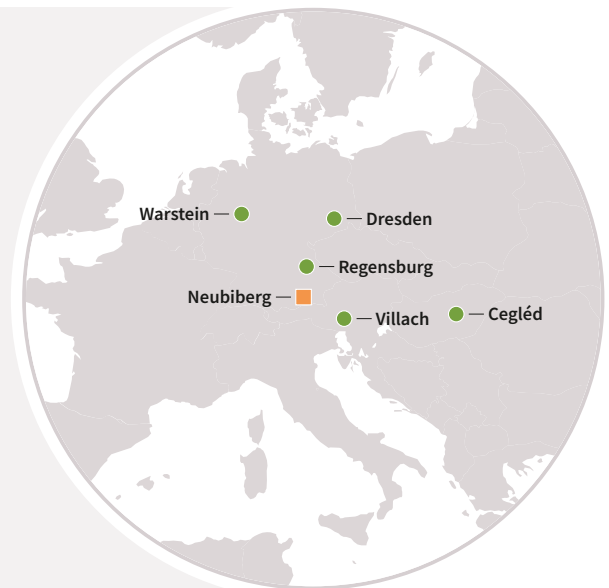 Warstein
Dresden
Regensburg
Neubiberg
Villach
Cegléd